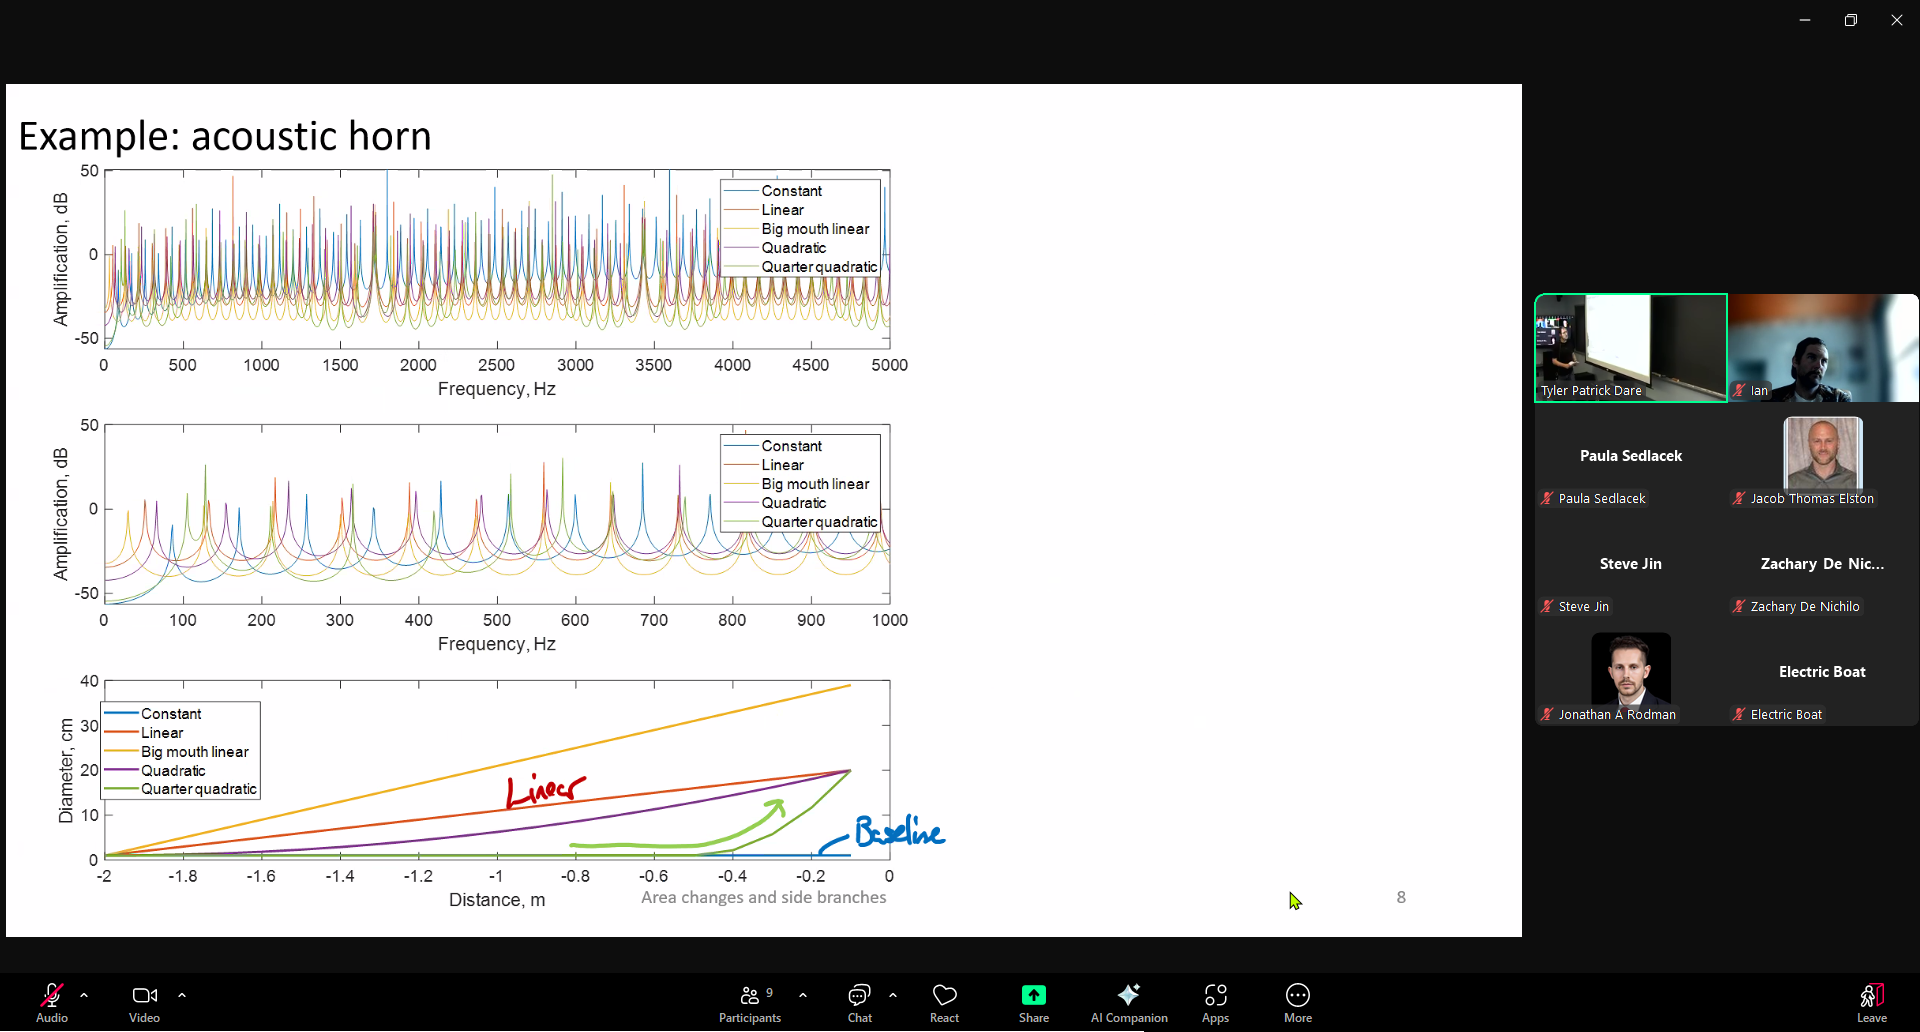 Example: acoustic horn
50
0
-50
Amplification, dB
0 500 1000 1500 2000 2500 3000 3500 4000 4500 5000
Frequency, Hz
Constant
Linear
Big mouth linear
Quadratic
Quarter quadratic
50
0
-50
Amplification, dB
0 100 200 300 400 500 600 700 800 900 1000
Frequency, Hz
Constant
Linear
Big mouth linear
Quadratic
Quarter quadratic
40
30
20
10
0
Diameter, cm
-2 -1.8 -1.6 -1.4 -1.2 -1 -0.8 -0.6 -0.4 -0.2 0
Distance, m
Constant
Linear
Big mouth linear
Quadratic
Quarter quadratic
Linear
Baseline
Area changes and side branches
8
Tyler Patrick Dare
Ian
Paula Sedlacek
Paula Sedlacek
Jacob Thomas Elston
Steve Jin
Zachary De Nic...
Steve Jin
Zachary De Nichilo
Electric Boat
Jonathan A Rodman
Electric Boat
Audio
Video
9
Participants
Chat
React
Share
AI Companion
Apps
More
Leave